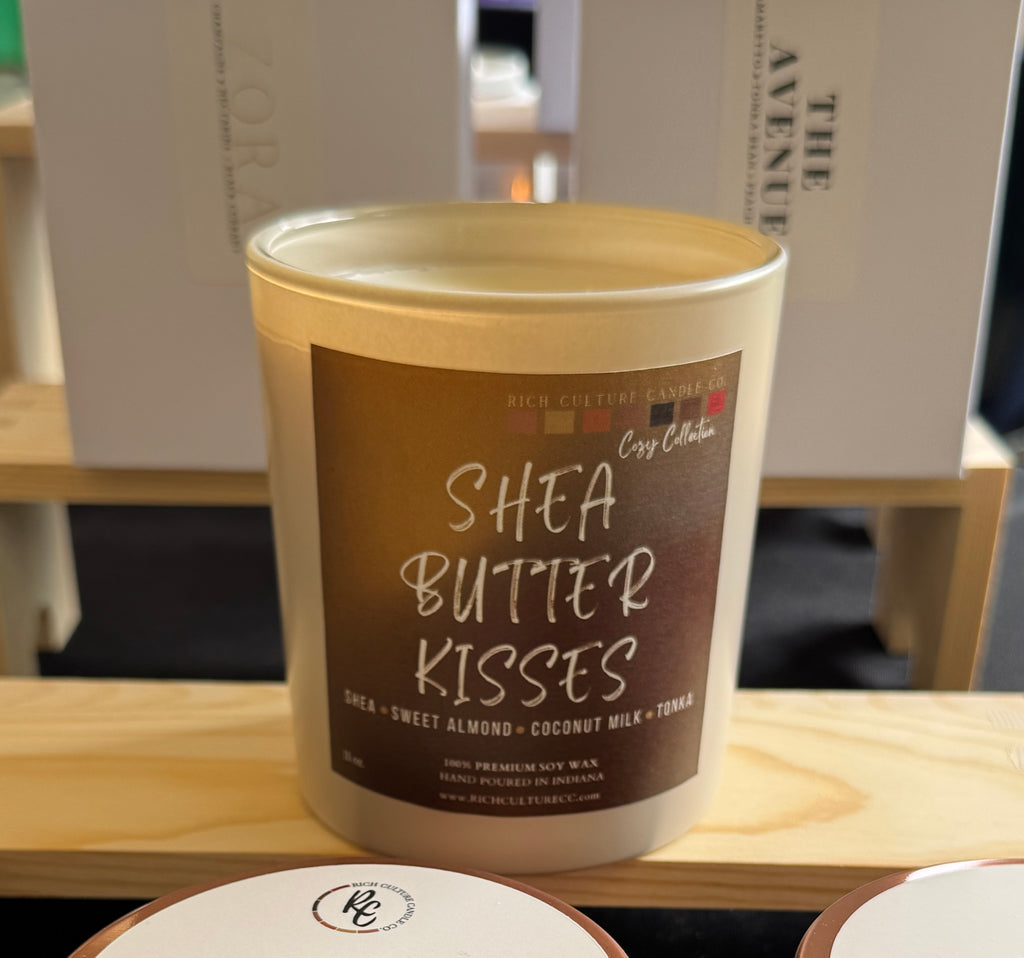 ZORA
THE
AVENUE
RICH CULTURE CANDLE CO.
Cozy Collection
SHEA
BUTTER
KISSES
SHEA • SWEET ALMOND • COCONUT MILK • TONKA
100% PREMIUM SOY WAX
HAND POURED IN INDIANA
www.RICHCULTURECC.com
RICH CULTURE CANDLE CO.
RC